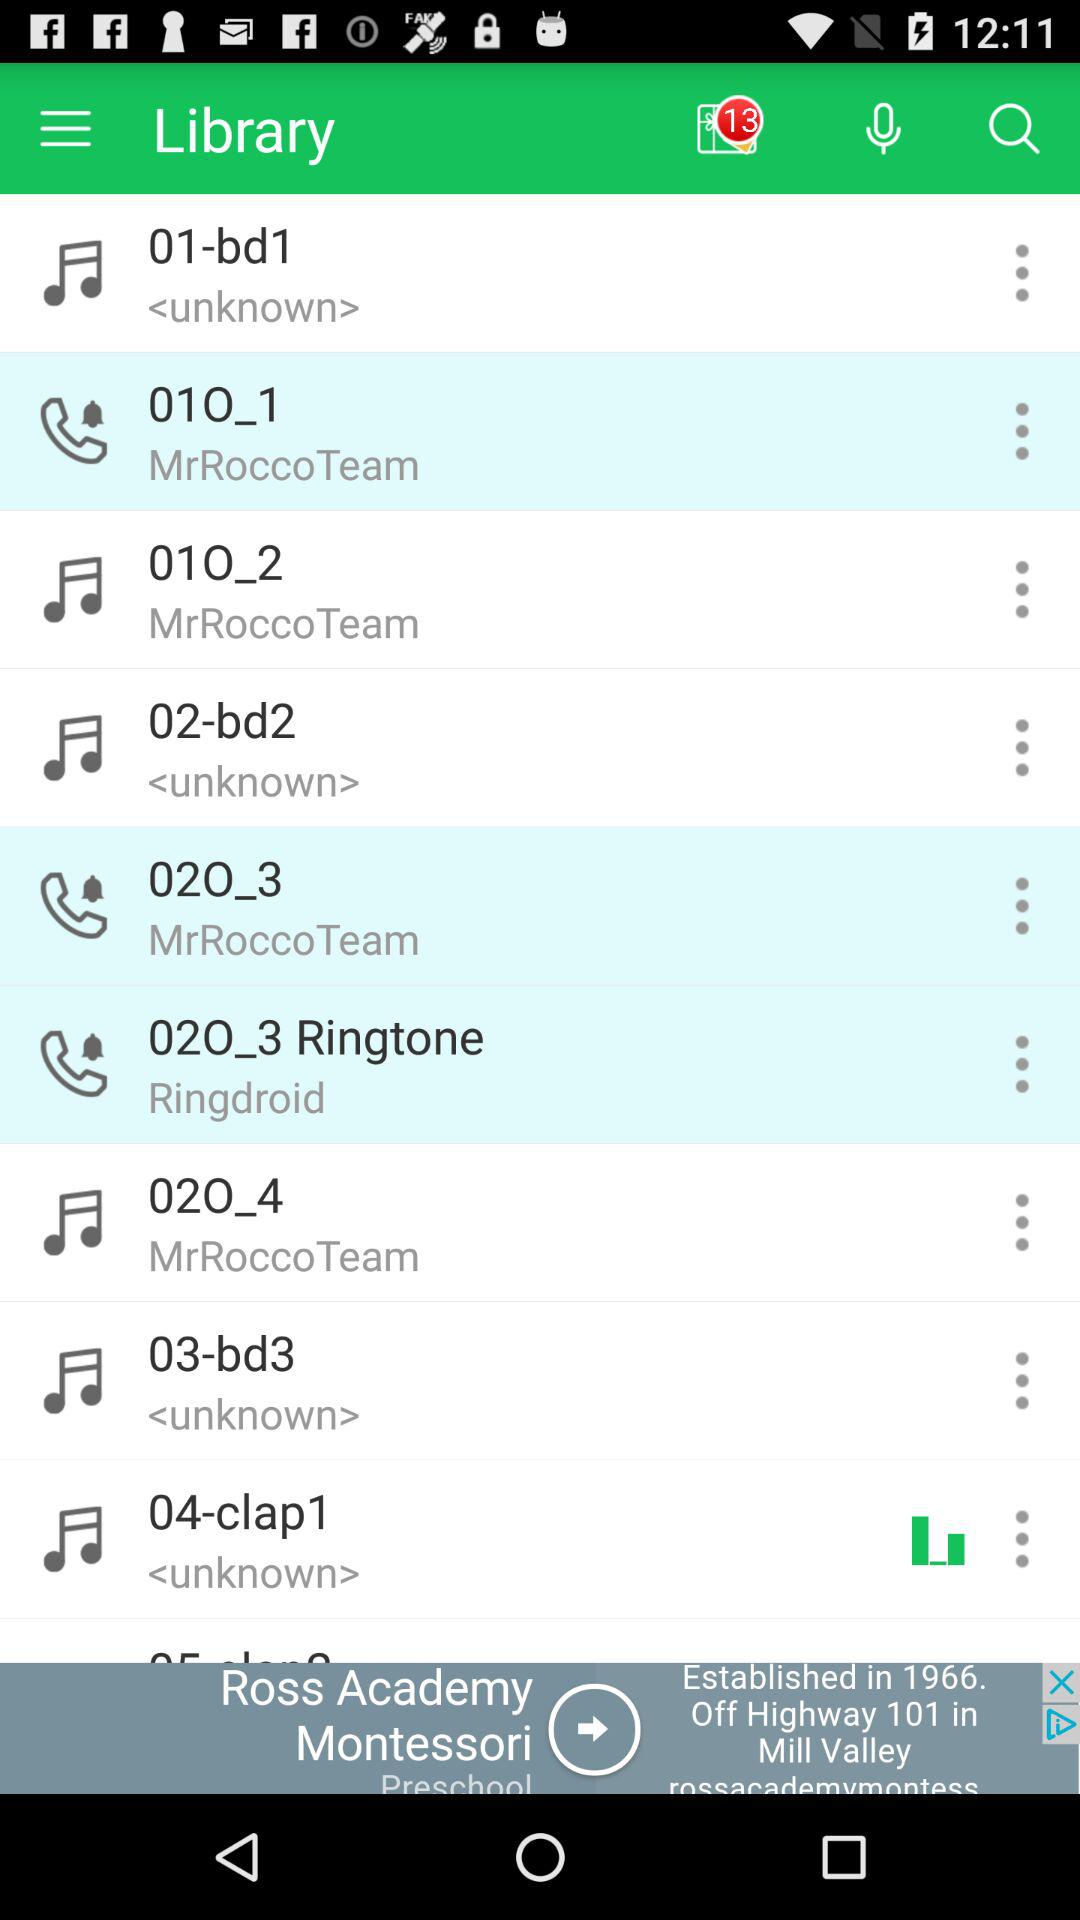 FAKE
12:11
Library
13
01-bd1
<unknown>
01O_1
MrRoccoTeam
01O_2
MrRoccoTeam
02-bd2
<unknown>
02O_3
MrRoccoTeam
02O_3 Ringtone
Ringdroid
02O_4
MrRoccoTeam
03-bd3
<unknown>
04-clap1
<unknown>
Ross Academy
Montessori
Preschool
Established in 1966.
Off Highway 101 in
Mill Valley
rossacademymontess